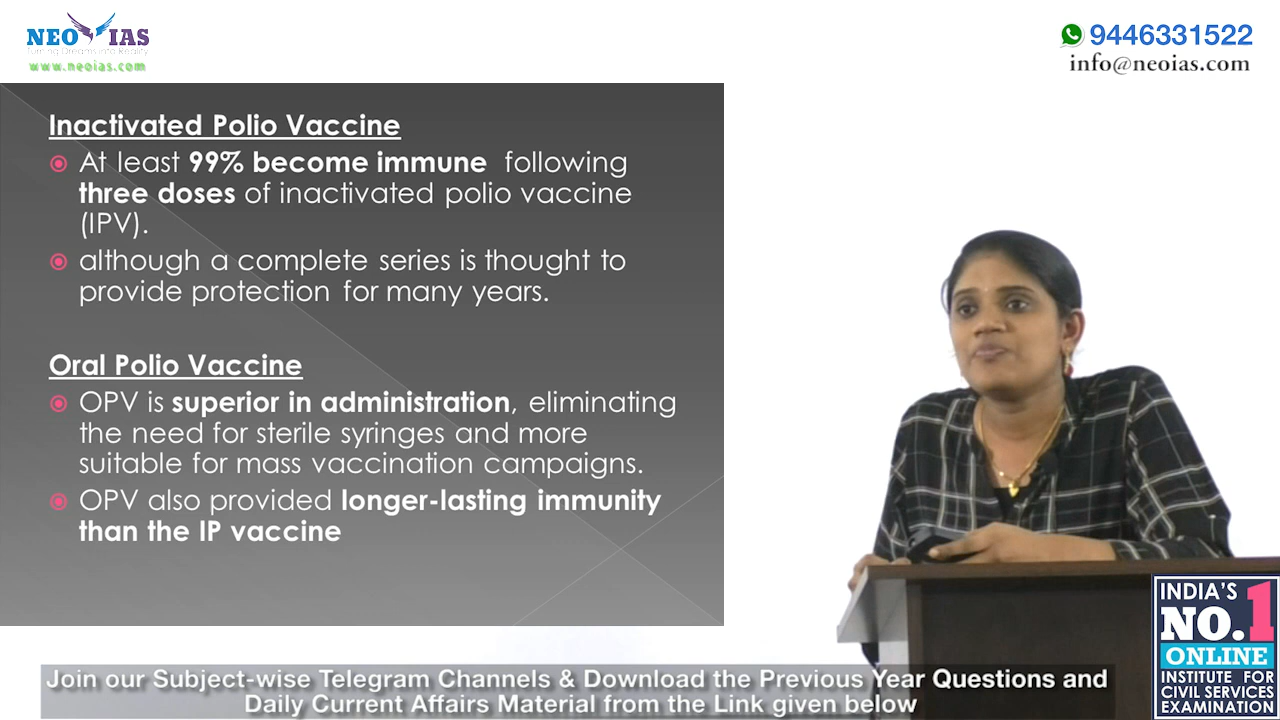 NEO IAS
Turning Dreams into Reality
www.neoias.com
9446331522
info@neoias.com
Inactivated Polio Vaccine
At least 99% become immune following
three doses of inactivated polio vaccine
(IPV).
although a complete series is thought to
provide protection for many years.
Oral Polio Vaccine
OPV is superior in administration, eliminating
the need for sterile syringes and more
suitable for mass vaccination campaigns.
OPV also provided longer-lasting immunity
than the IP vaccine
INDIA'S
NO.1
ONLINE
INSTITUTE FOR
CIVIL SERVICES
EXAMINATION
Join our Subject-wise Telegram Channels & Download the Previous Year Questions and
Daily Current Affairs Material from the Link given below